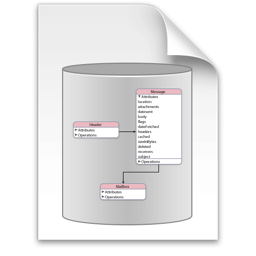 Message
Attributes
location
attachments
datesent
body
flags
dateFetched
headers
cached
sizeInBytes
deleted
receivers
subject
Operations
Header
Attributes
Operations
Mailbox
Attributes
Operations